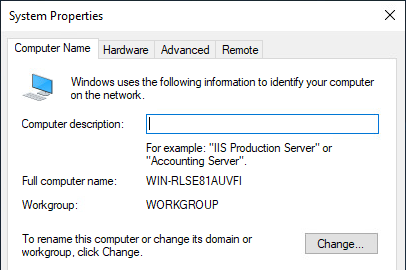 System Properties
Computer Name Hardware Advanced Remote
Windows uses the following information to identify your computer
on the network.
Computer description:
For example: "IIS Production Server" or
"Accounting Server".
Full computer name: WIN-RLSE81AUVFI
Workgroup: WORKGROUP
To rename this computer or change its domain or
workgroup, click Change.
Change...